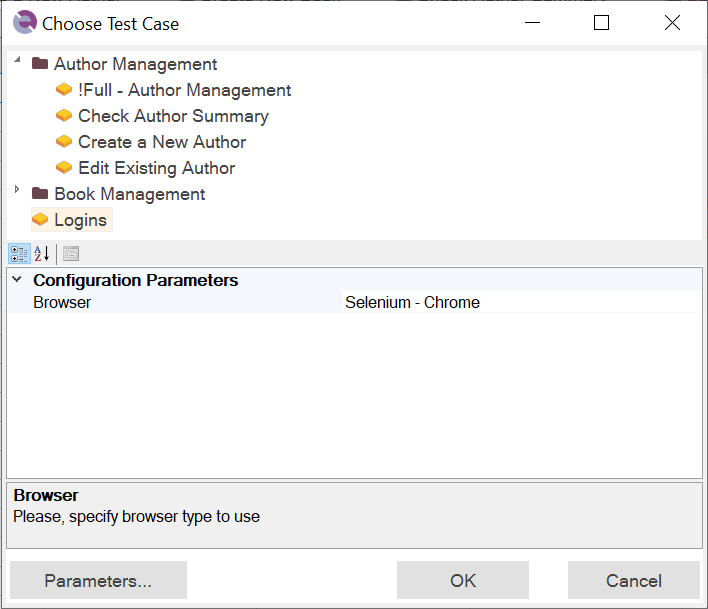 Choose Test Case
Author Management
!Full - Author Management
Check Author Summary
Create a New Author
Edit Existing Author
Book Management
Logins
Configuration Parameters
Browser Selenium - Chrome
Browser
Please, specify browser type to use
Parameters... OK Cancel